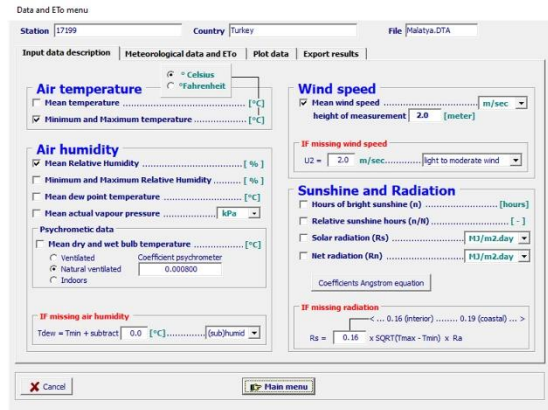 Data and ETo menu
Station 17199 Country Turkey File Malatya.DTA
Input data description Meteorological data and ETo Plot data Export results
Air temperature
° Celsius
°Fahrenheit
Mean temperature .......................... [°C]
Minimum and Maximum temperature .................. [°C]
Air humidity
Mean Relative Humidity .......................... [ % ]
Minimum and Maximum Relative Humidity ........ [ % ]
Mean dew point temperature .................... [°C]
Mean actual vapour pressure ........... kPa
Psychrometric data
Mean dry and wet bulb temperature .............. [°C]
Ventilated Coefficient psychrometer
Natural ventilated 0.000800
Indoors
IF missing air humidity
Tdew = Tmin + subtract 0.0 [°C].............. (sub)humid
Wind speed
Mean wind speed .......................... m/sec
height of measurement 2.0 [meter]
IF missing wind speed
U2 = 2.0 m/sec........... light to moderate wind
Sunshine and Radiation
Hours of bright sunshine (n) .......................... [hours]
Relative sunshine hours (n/N) .......................... [ - ]
Solar radiation (Rs) .................... MJ/m2.day
Net radiation (Rn) .................... MJ/m2.day
Coefficients Angstrom equation
IF missing radiation
< ... 0.16 (interior) ........ 0.19 (coastal) ... >
Rs = 0.16 x SQRT(Tmax - Tmin) x Ra
Cancel Main menu